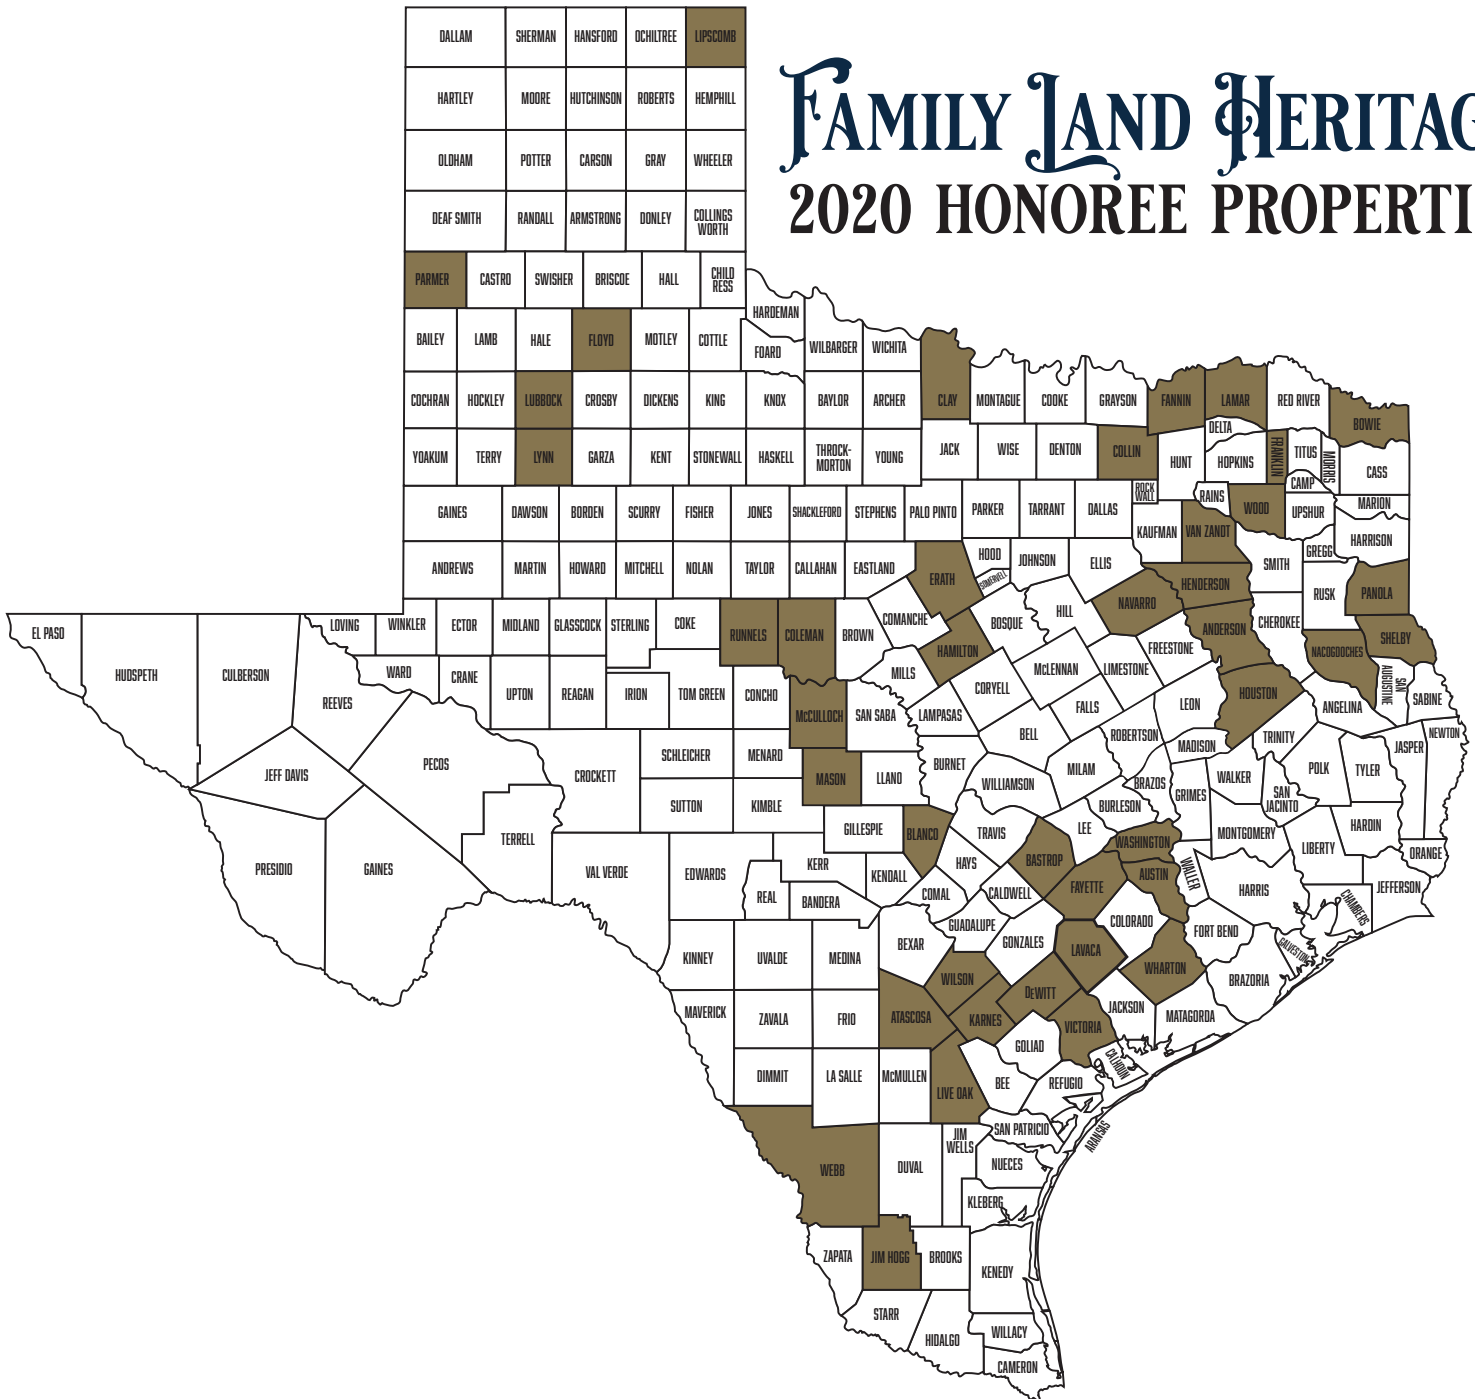 FAMILY LAND HERITAG
2020 HONOREE PROPERTI
DALLAM SHERMAN HANSFORD OCHILTREE LIPSCOMB
HARTLEY MOORE HUTCHINSON ROBERTS HEMPHILL
OLDHAM POTTER CARSON GRAY WHEELER
DEAF SMITH RANDALL ARMSTRONG DONLEY COLLINGS
WORTH
PARMER CASTRO SWISHER BRISCOE HALL CHILD
RESS
HARDEMAN
BAILEY LAMB HALE FLOYD MOTLEY COTTLE FOARD WILBARGER WICHITA
COCHRAN HOCKLEY LUBBOCK CROSBY DICKENS KING KNOX BAYLOR ARCHER CLAY MONTAGUE COOKE GRAYSON FANNIN LAMAR RED RIVER BOWIE
DELTA
YOAKUM TERRY LYNN GARZA KENT STONEWALL HASKELL THROCK-
MORTON YOUNG JACK WISE DENTON COLLIN HUNT HOPKINS FRANKLIN TITUS MORRIS CASS
CAMP
GAINES DAWSON BORDEN SCURRY FISHER JONES SHACKLEFORD STEPHENS PALO PINTO PARKER TARRANT DALLAS ROCK
WALL RAINS WOOD UPSHUR MARION
KAUFMAN VAN ZANDT HARRISON
GREGG
ANDREWS MARTIN HOWARD MITCHELL NOLAN TAYLOR CALLAHAN EASTLAND ERATH HOOD SOMERVELL JOHNSON ELLIS HENDERSON SMITH RUSK PANOLA
NAVARRO
EL PASO HUDSPETH CULBERSON LOVING WINKLER ECTOR MIDLAND GLASSCOCK STERLING COKE RUNNELS COLEMAN BROWN COMANCHE BOSQUE HILL ANDERSON CHEROKEE SHELBY
NACOGDOCHES
HAMILTON FREESTONE
REEVES WARD CRANE UPTON REAGAN IRION TOM GREEN CONCHO MILLS McLENNAN LIMESTONE
CORYELL HOUSTON SAN
AUGUSTINE SABINE
McCULLOCH SAN SABA LAMPASAS FALLS LEON ANGELINA
BELL ROBERTSON TRINITY NEWTON
MADISON JASPER
JEFF DAVIS PECOS CROCKETT SCHLEICHER MENARD MASON LLANO BURNET WILLIAMSON MILAM BRAZOS WALKER POLK TYLER
GRIMES SAN
JACINTO
SUTTON KIMBLE BURLESON
TERRELL GILLESPIE BLANCO TRAVIS LEE WASHINGTON MONTGOMERY HARDIN
LIBERTY ORANGE
PRESIDIO GAINES VAL VERDE EDWARDS KERR KENDALL HAYS BASTROP AUSTIN WALLER
REAL BANDERA COMAL CALDWELL FAYETTE HARRIS JEFFERSON
CHAMBERS
GUADALUPE COLORADO FORT BEND
KINNEY UVALDE MEDINA BEXAR GONZALES LAVACA GALVESTON
WILSON WHARTON BRAZORIA
DEWITT
MAVERICK ZAVALA FRIO ATASCOSA KARNES VICTORIA JACKSON MATAGORDA
GOLIAD
DIMMIT LA SALLE McMULLEN LIVE OAK BEE REFUGIO CALHOUN
WEBB DUVAL JIM
WELLS SAN PATRICIO ARANSAS
NUECES
KLEBERG
ZAPATA JIM HOGG BROOKS KENEDY
STARR HIDALGO WILLACY
CAMERON